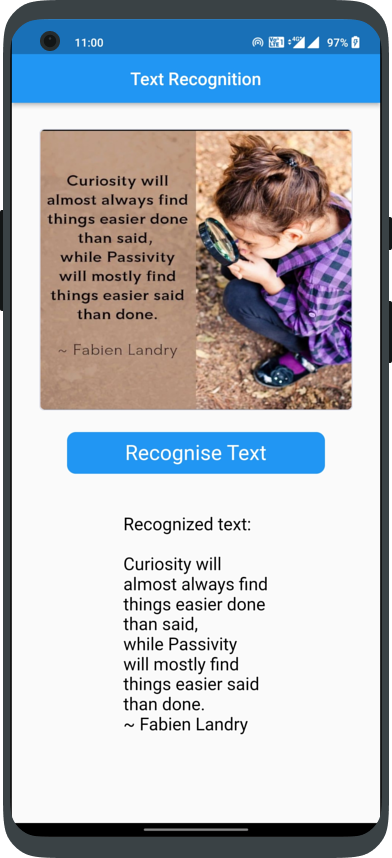 11:00
97%
Text Recognition
Curiosity will
almost always find
things easier done
than said,
while Passivity
will mostly find
things easier said
than done.
~ Fabien Landry
Recognise Text
Recognized text:
Curiosity will
almost always find
things easier done
than said,
while Passivity
will mostly find
things easier said
than done.
~ Fabien Landry